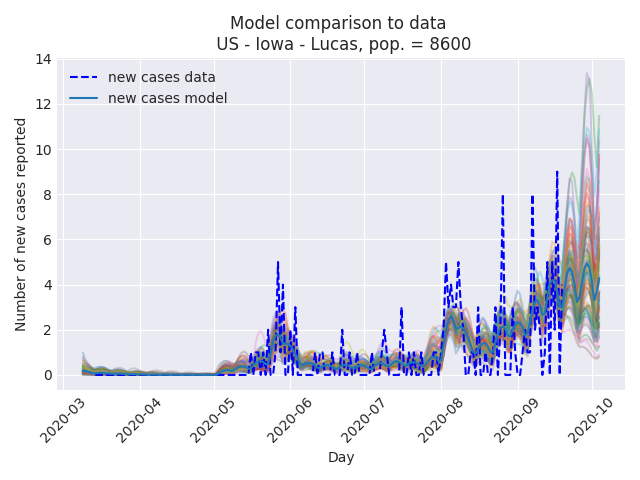 Model comparison to data
US - Iowa - Lucas, pop. = 8600
new cases data
new cases model
Number of new cases reported
14
12
10
8
6
4
2
0
2020-03
2020-04
2020-05
2020-06
2020-07
2020-08
2020-09
2020-10
Day